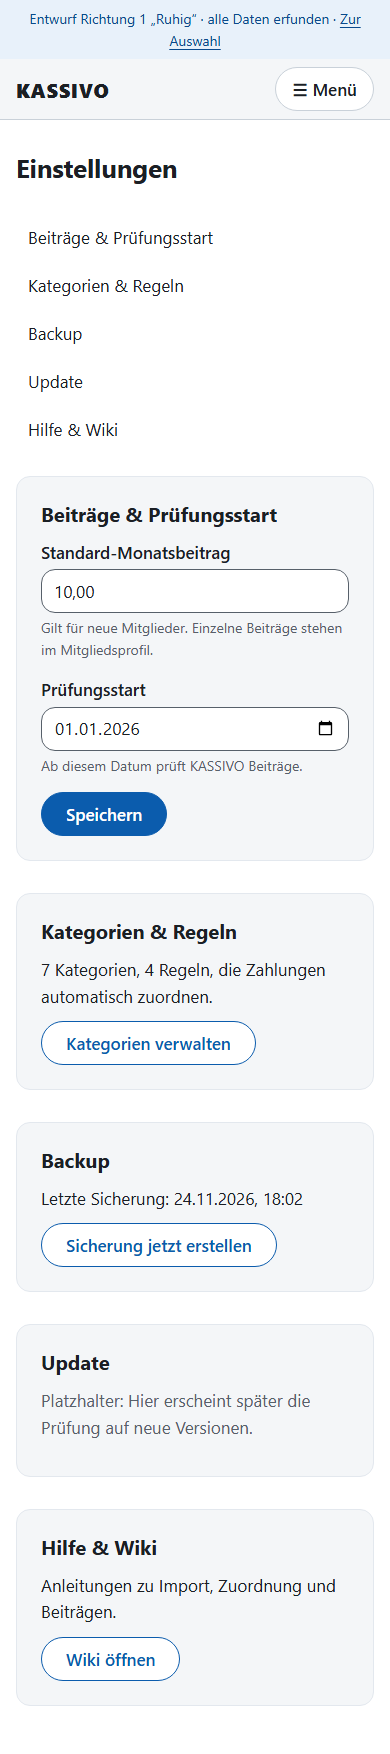 Entwurf Richtung 1 „Ruhig“ · alle Daten erfunden · Zur
Auswahl
KASSIVO
☰ Menü
Einstellungen
Beiträge & Prüfungsstart
Kategorien & Regeln
Backup
Update
Hilfe & Wiki
Beiträge & Prüfungsstart
Standard-Monatsbeitrag
10,00
Gilt für neue Mitglieder. Einzelne Beiträge stehen
im Mitgliedsprofil.
Prüfungsstart
01.01.2026
Ab diesem Datum prüft KASSIVO Beiträge.
Speichern
Kategorien & Regeln
7 Kategorien, 4 Regeln, die Zahlungen
automatisch zuordnen.
Kategorien verwalten
Backup
Letzte Sicherung: 24.11.2026, 18:02
Sicherung jetzt erstellen
Update
Platzhalter: Hier erscheint später die
Prüfung auf neue Versionen.
Hilfe & Wiki
Anleitungen zu Import, Zuordnung und
Beiträgen.
Wiki öffnen